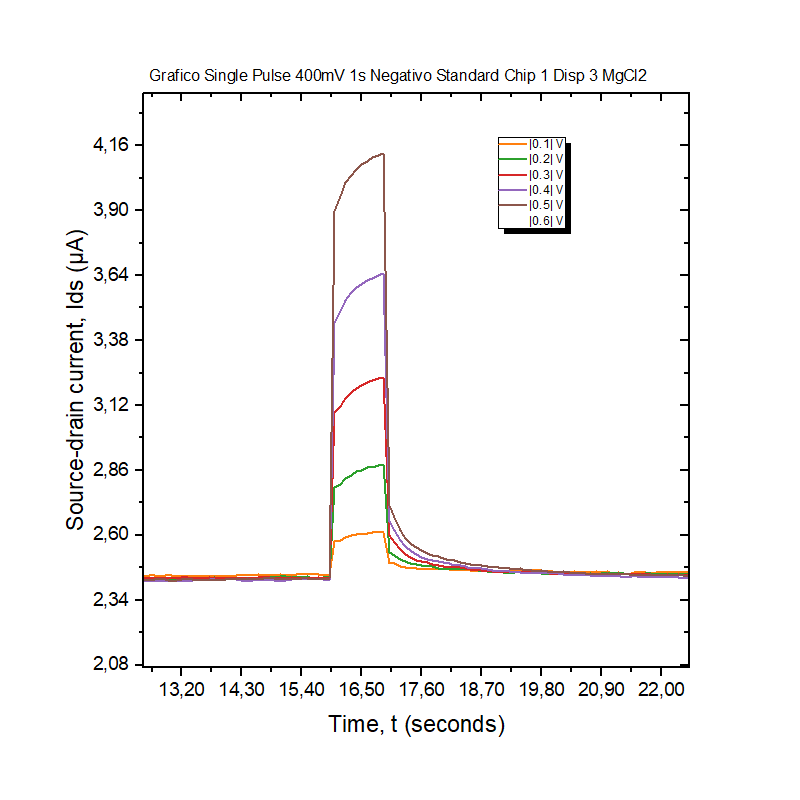 Grafico Single Pulse 400mV 1s Negativo Standard Chip 1 Disp 3 MgCl2
4,16
3,90
3,64
3,38
3,12
2,86
2,60
2,34
2,08
Source-drain current, Ids (µA)
|0.1| V
|0.2| V
|0.3| V
|0.4| V
|0.5| V
|0.6| V
13,20 14,30 15,40 16,50 17,60 18,70 19,80 20,90 22,00
Time, t (seconds)